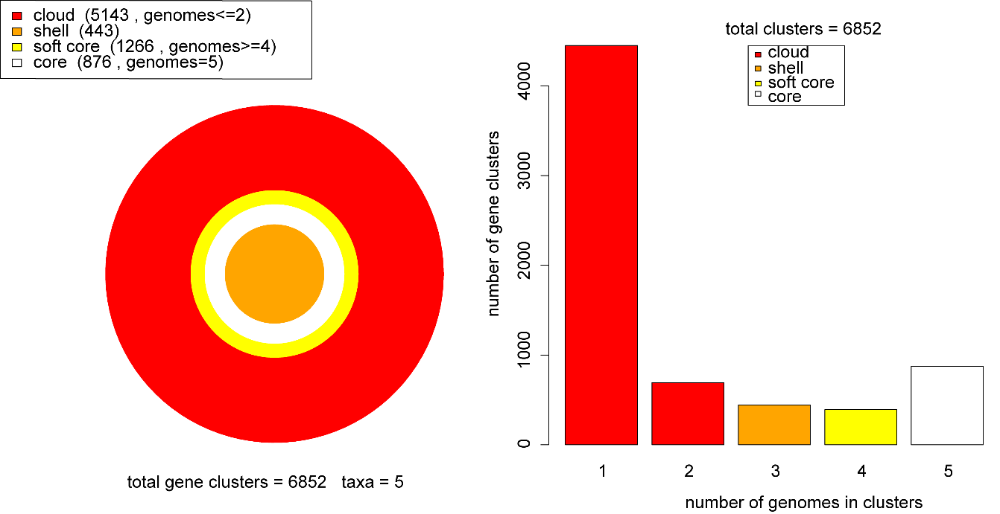 cloud (5143 , genomes<=2)
shell (443)
soft core (1266 , genomes>=4)
core (876 , genomes=5)
total gene clusters = 6852 taxa = 5
total clusters = 6852
cloud
shell
soft core
core
number of gene clusters
4000
3000
2000
1000
0
1 2 3 4 5
number of genomes in clusters